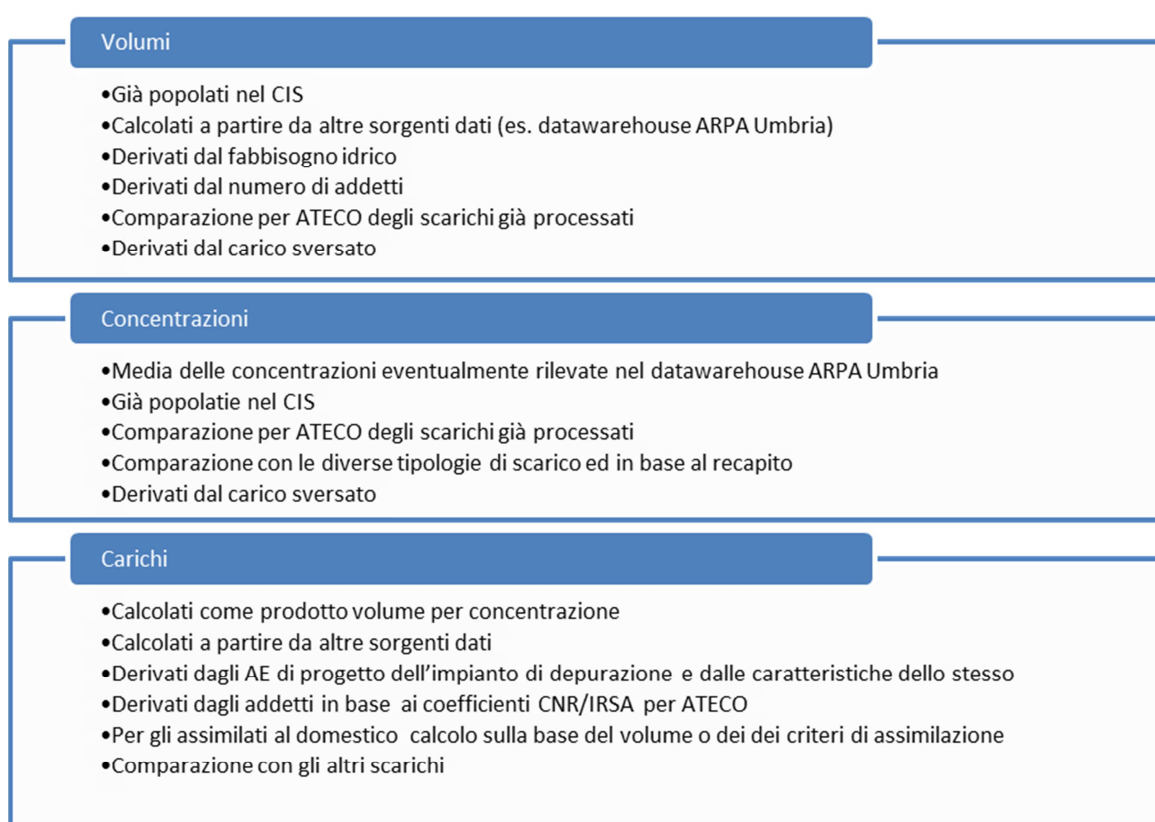 Volumi
•Già popolati nel CIS
•Calcolati a partire da altre sorgenti dati (es. datawarehouse ARPA Umbria)
•Derivati dal fabbisogno idrico
•Derivati dal numero di addetti
•Comparazione per ATECO degli scarichi già processati
•Derivati dal carico sversato
Concentrazioni
•Media delle concentrazioni eventualmente rilevate nel datawarehouse ARPA Umbria
•Già popolatie nel CIS
•Comparazione per ATECO degli scarichi già processati
•Comparazione con le diverse tipologie di scarico ed in base al recapito
•Derivati dal carico sversato
Carichi
•Calcolati come prodotto volume per concentrazione
•Calcolati a partire da altre sorgenti dati
•Derivati dagli AE di progetto dell'impianto di depurazione e dalle caratteristiche dello stesso
•Derivati dagli addetti in base ai coefficienti CNR/IRSA per ATECO
•Per gli assimilati al domestico calcolo sulla base del volume o dei dei criteri di assimilazione
•Comparazione con gli altri scarichi